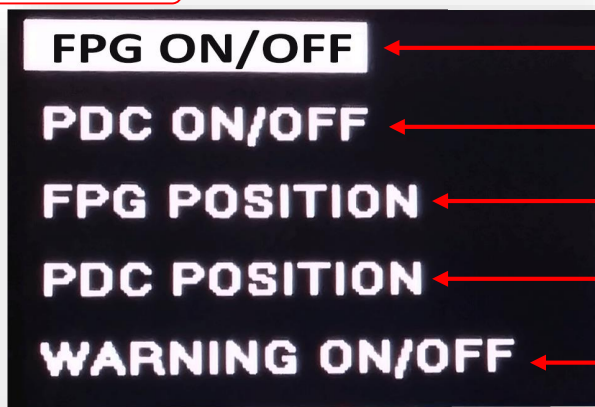 FPG ON/OFF
PDC ON/OFF
FPG POSITION
PDC POSITION
WARNING ON/OFF